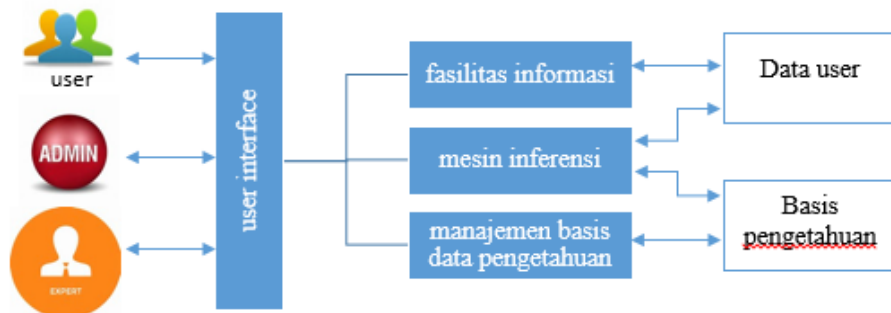 user
ADMIN
EXPERT
user interface
fasilitas informasi
mesin inferensi
manajemen basis
data pengetahuan
Data user
Basis
pengetahuan